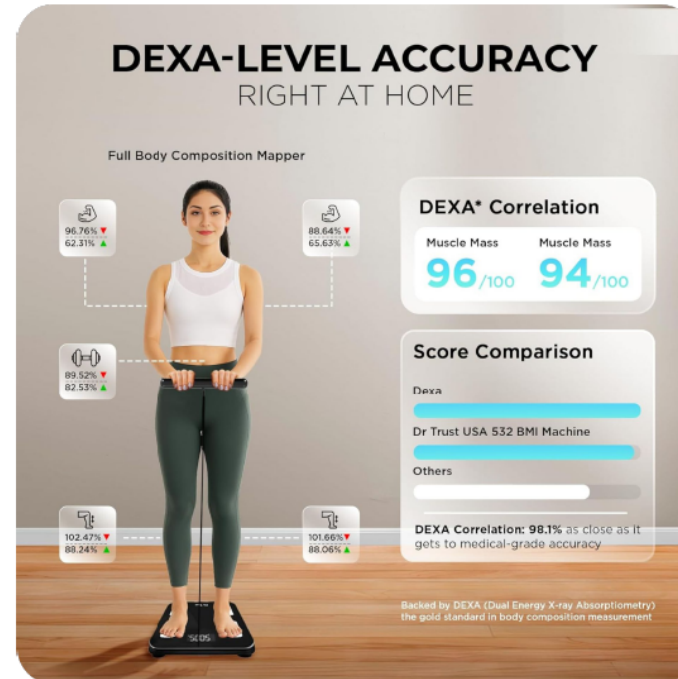 DEXA-LEVEL ACCURACY
RIGHT AT HOME
Full Body Composition Mapper
96.76% ▼
62.31% ▲
88.64% ▼
65.63% ▲
89.52% ▼
82.53% ▲
102.47% ▼
88.24% ▲
101.66% ▼
88.06% ▲
DEXA* Correlation
Muscle Mass Muscle Mass
96/100 94/100
Score Comparison
Dexa
Dr Trust USA 532 BMI Machine
Others
DEXA Correlation: 98.1% as close as it
gets to medical-grade accuracy
Backed by DEXA (Dual Energy X-ray Absorptiometry)
the gold standard in body composition measurement